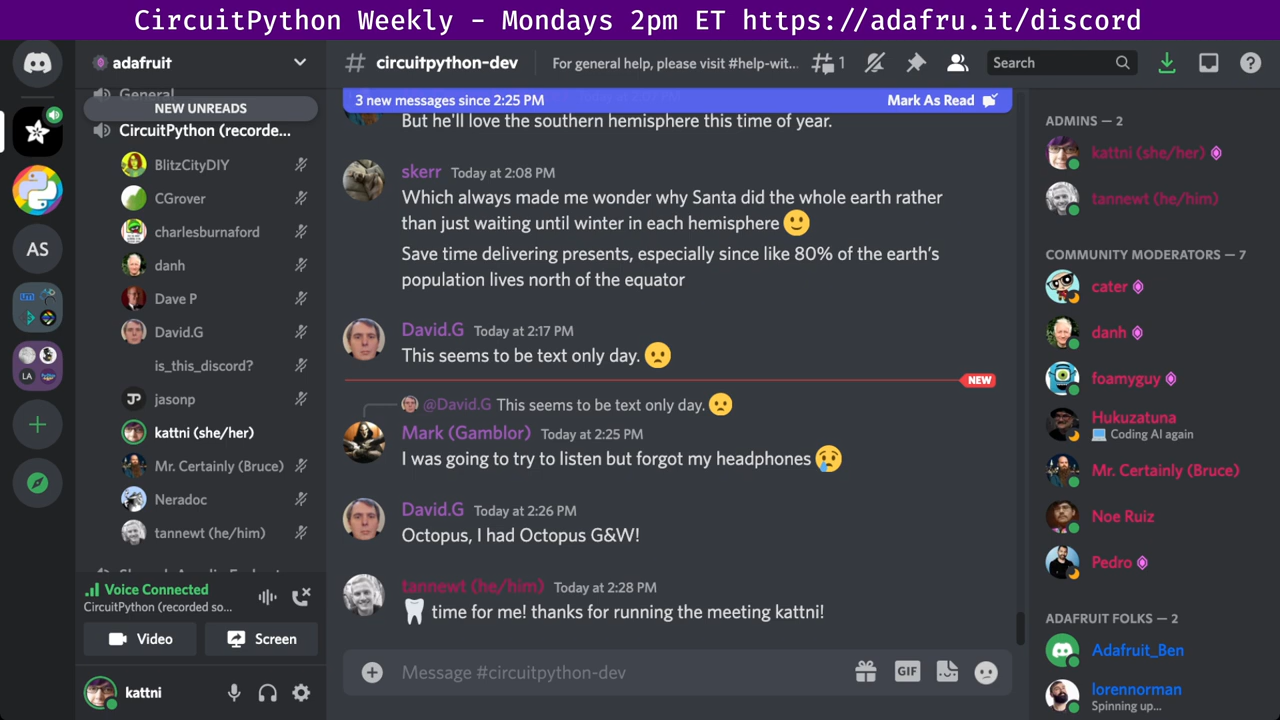 CircuitPython Weekly - Mondays 2pm ET https://adafru.it/discord
adafruit
General
NEW UNREADS
CircuitPython (recorde...
BlitzCityDIY
CGrover
charlesburnaford
danh
Dave P
David.G
is_this_discord?
jasonp
kattni (she/her)
Mr. Certainly (Bruce)
Neradoc
tannewt (he/him)
Voice Connected
CircuitPython (recorded so...
Video
Screen
kattni
AS
LA
# circuitpython-dev
For general help, please visit #help-wit...
1
Search
3 new messages since 2:25 PM
Mark As Read
But he'll love the southern hemisphere this time of year.
skerr Today at 2:08 PM
Which always made me wonder why Santa did the whole earth rather
than just waiting until winter in each hemisphere 🙂
Save time delivering presents, especially since like 80% of the earth's
population lives north of the equator
David.G Today at 2:17 PM
This seems to be text only day. 🙁
NEW
@David.G This seems to be text only day. 🙁
Mark (Gamblor) Today at 2:25 PM
I was going to try to listen but forgot my headphones 😢
David.G Today at 2:26 PM
Octopus, I had Octopus G&W!
tannewt (he/him) Today at 2:28 PM
🦷 time for me! thanks for running the meeting kattni!
Message #circuitpython-dev
GIF
ADMINS — 2
kattni (she/her)
tannewt (he/him)
COMMUNITY MODERATORS — 7
cater
danh
foamyguy
Hukuzatuna
💻 Coding AI again
Mr. Certainly (Bruce)
Noe Ruiz
Pedro
ADAFRUIT FOLKS — 2
Adafruit_Ben
lorennorman
Spinning up...